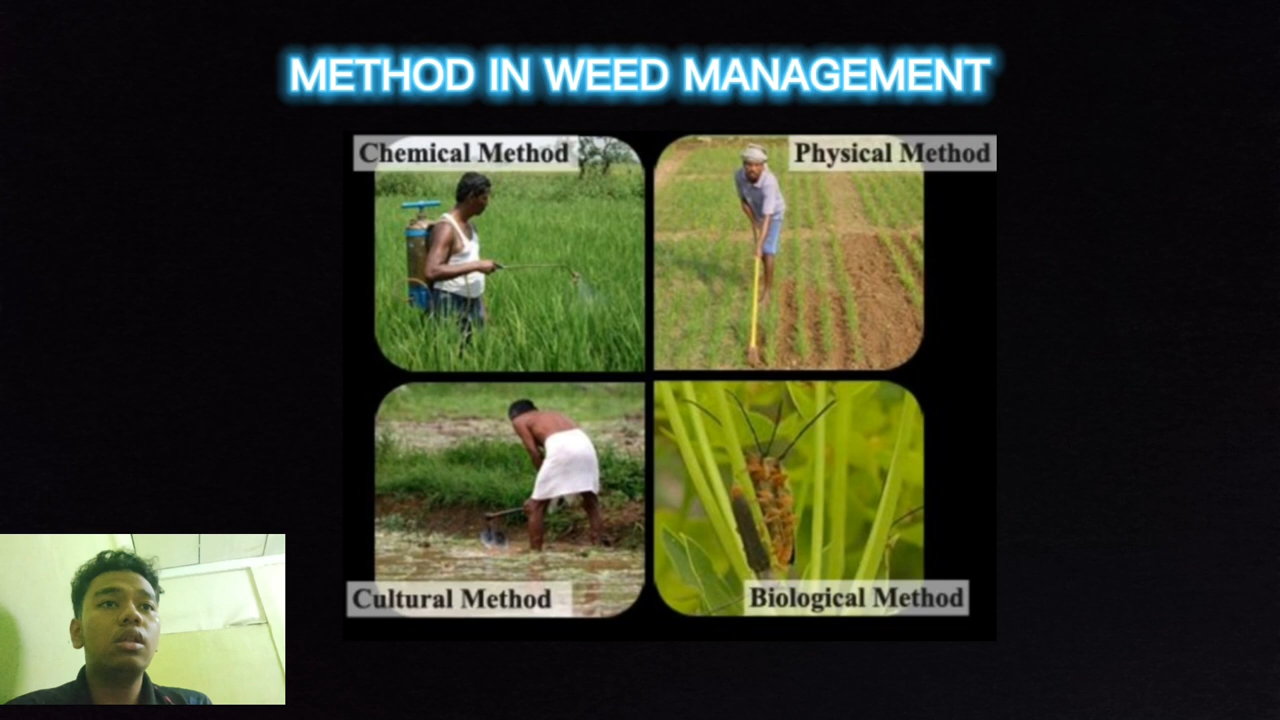 METHOD IN WEED MANAGEMENT
Chemical Method
Physical Method
Cultural Method
Biological Method